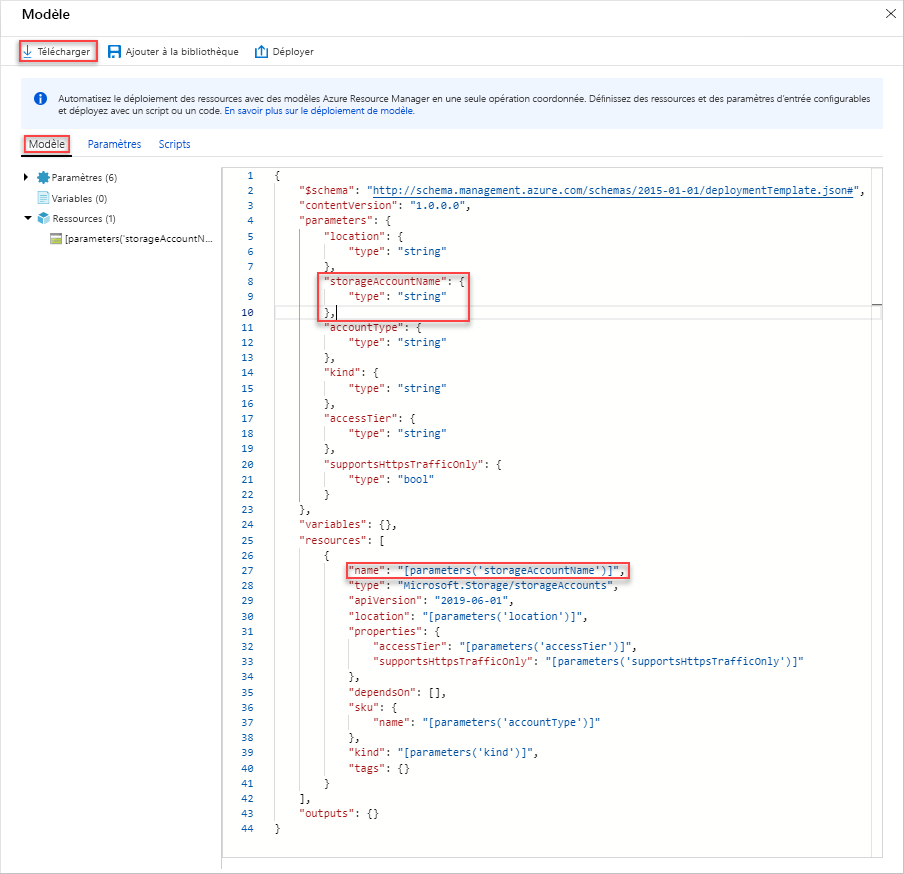 Modèle
Télécharger Ajouter à la bibliothèque Déployer
Automatisez le déploiement des ressources avec des modèles Azure Resource Manager en une seule opération coordonnée. Définissez des ressources et des paramètres d'entrée configurables
et déployez avec un script ou un code. En savoir plus sur le déploiement de modèle.
Modèle Paramètres Scripts
Paramètres (6)
Variables (0)
Ressources (1)
[parameters('storageAccountN...
1 {
2 "$schema": "http://schema.management.azure.com/schemas/2015-01-01/deploymentTemplate.json#",
3 "contentVersion": "1.0.0.0",
4 "parameters": {
5 "location": {
6 "type": "string"
7 },
8 "storageAccountName": {
9 "type": "string"
10 },
11 "accountType": {
12 "type": "string"
13 },
14 "kind": {
15 "type": "string"
16 },
17 "accessTier": {
18 "type": "string"
19 },
20 "supportsHttpsTrafficOnly": {
21 "type": "bool"
22 }
23 },
24 "variables": {},
25 "resources": [
26 {
27 "name": "[parameters('storageAccountName')]",
28 "type": "Microsoft.Storage/storageAccounts",
29 "apiVersion": "2019-06-01",
30 "location": "[parameters('location')]",
31 "properties": {
32 "accessTier": "[parameters('accessTier')]",
33 "supportsHttpsTrafficOnly": "[parameters('supportsHttpsTrafficOnly')]"
34 },
35 "dependsOn": [],
36 "sku": {
37 "name": "[parameters('accountType')]"
38 },
39 "kind": "[parameters('kind')]",
40 "tags": {}
41 }
42 ],
43 "outputs": {}
44 }